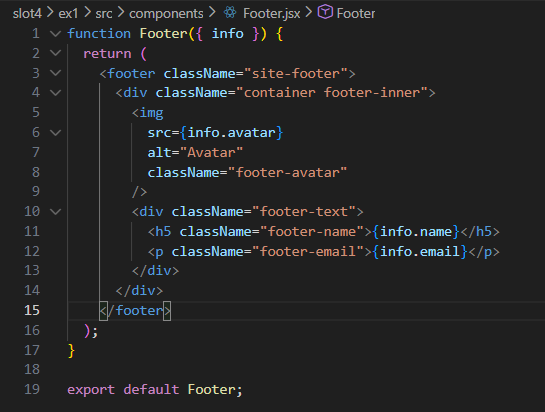 slot4 > ex1 > src > components > Footer.jsx > Footer
1 function Footer({ info }) {
2   return (
3     <footer className="site-footer">
4       <div className="container footer-inner">
5         <img
6           src={info.avatar}
7           alt="Avatar"
8           className="footer-avatar"
9         />
10         <div className="footer-text">
11           <h5 className="footer-name">{info.name}</h5>
12           <p className="footer-email">{info.email}</p>
13         </div>
14       </div>
15     </footer>
16   );
17 }
18
19 export default Footer;